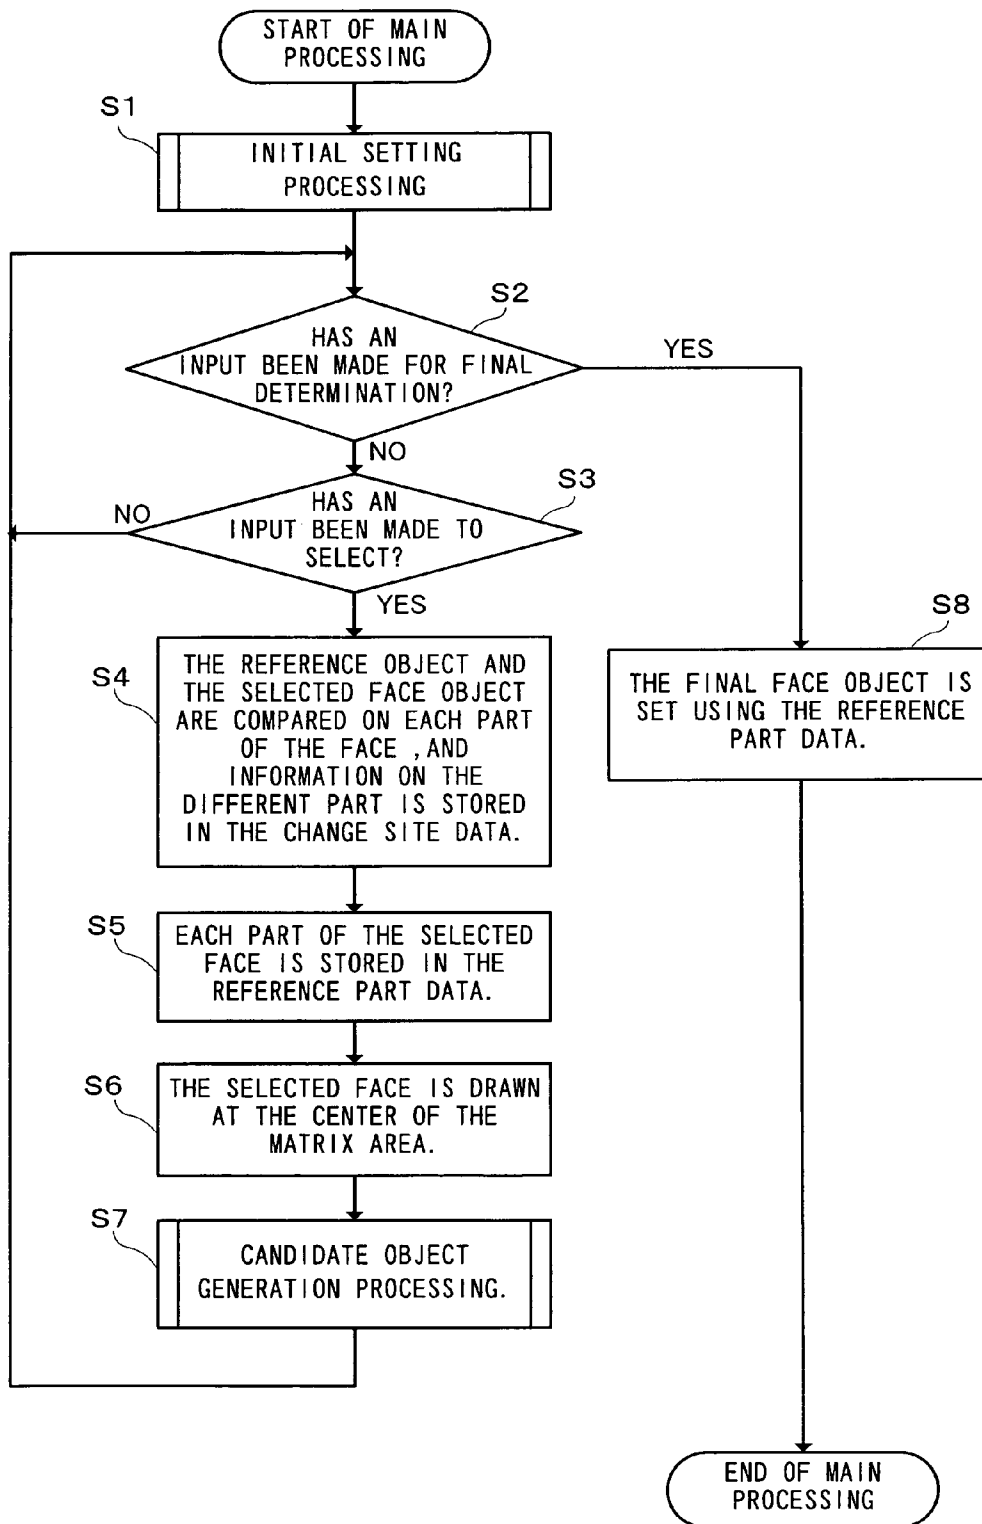 START OF MAIN
PROCESSING
S1
INITIAL SETTING
PROCESSING
S2
HAS AN
INPUT BEEN MADE FOR FINAL
DETERMINATION?
YES
NO
S3
HAS AN
INPUT BEEN MADE TO
SELECT?
NO
YES
S4
THE REFERENCE OBJECT AND
THE SELECTED FACE OBJECT
ARE COMPARED ON EACH PART
OF THE FACE ,AND
INFORMATION ON THE
DIFFERENT PART IS STORED
IN THE CHANGE SITE DATA.
S8
THE FINAL FACE OBJECT IS
SET USING THE REFERENCE
PART DATA.
S5
EACH PART OF THE SELECTED
FACE IS STORED IN THE
REFERENCE PART DATA.
S6
THE SELECTED FACE IS DRAWN
AT THE CENTER OF THE
MATRIX AREA.
S7
CANDIDATE OBJECT
GENERATION PROCESSING.
END OF MAIN
PROCESSING